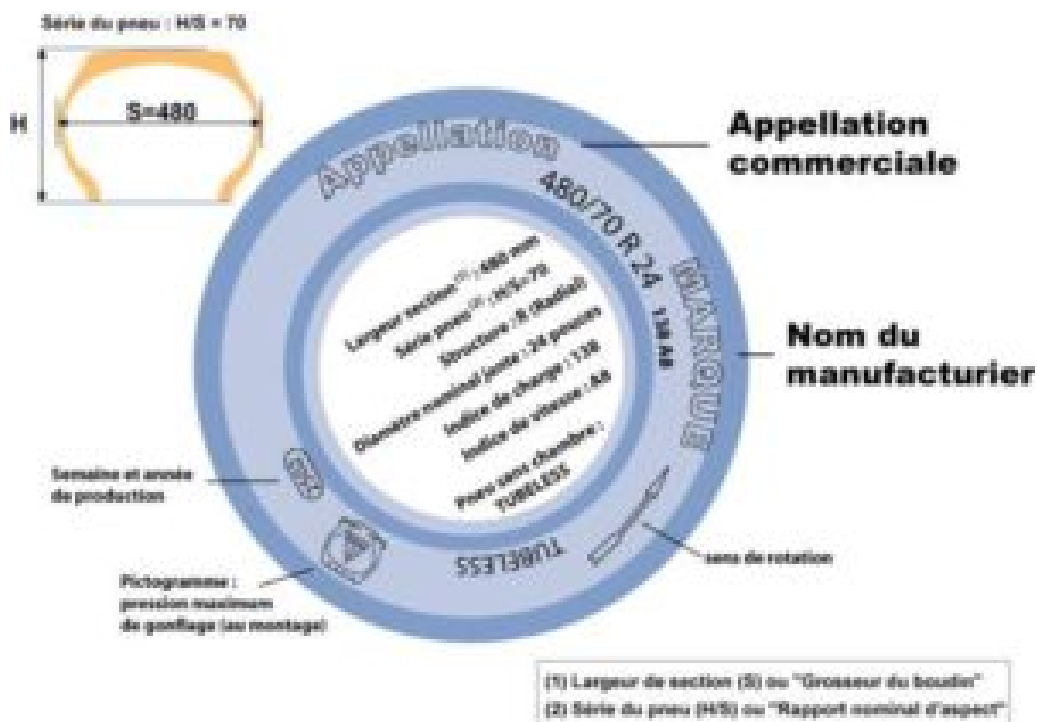 Série du pneu : H/S = 70
H
S=480
Appellation
480/70 R 24
138 A8
MARQUE
Appellation
commerciale
Nom du
manufacturier
Largeur section(1) : 480 mm
Série pneu(2) : H/S=70
Structure : R (Radial)
Diamètre nominal jante : 24 pouces
Indice de charge : 138
Indice de vitesse : A8
Pneu sans chambre :
TUBELESS
Semaine et année
de production
Pictogramme :
pression maximum
de gonflage (au montage)
TUBELESS
sens de rotation
(1) Largeur de section (S) ou "Grosseur du boudin"
(2) Série du pneu (H/S) ou "Rapport nominal d'aspect"